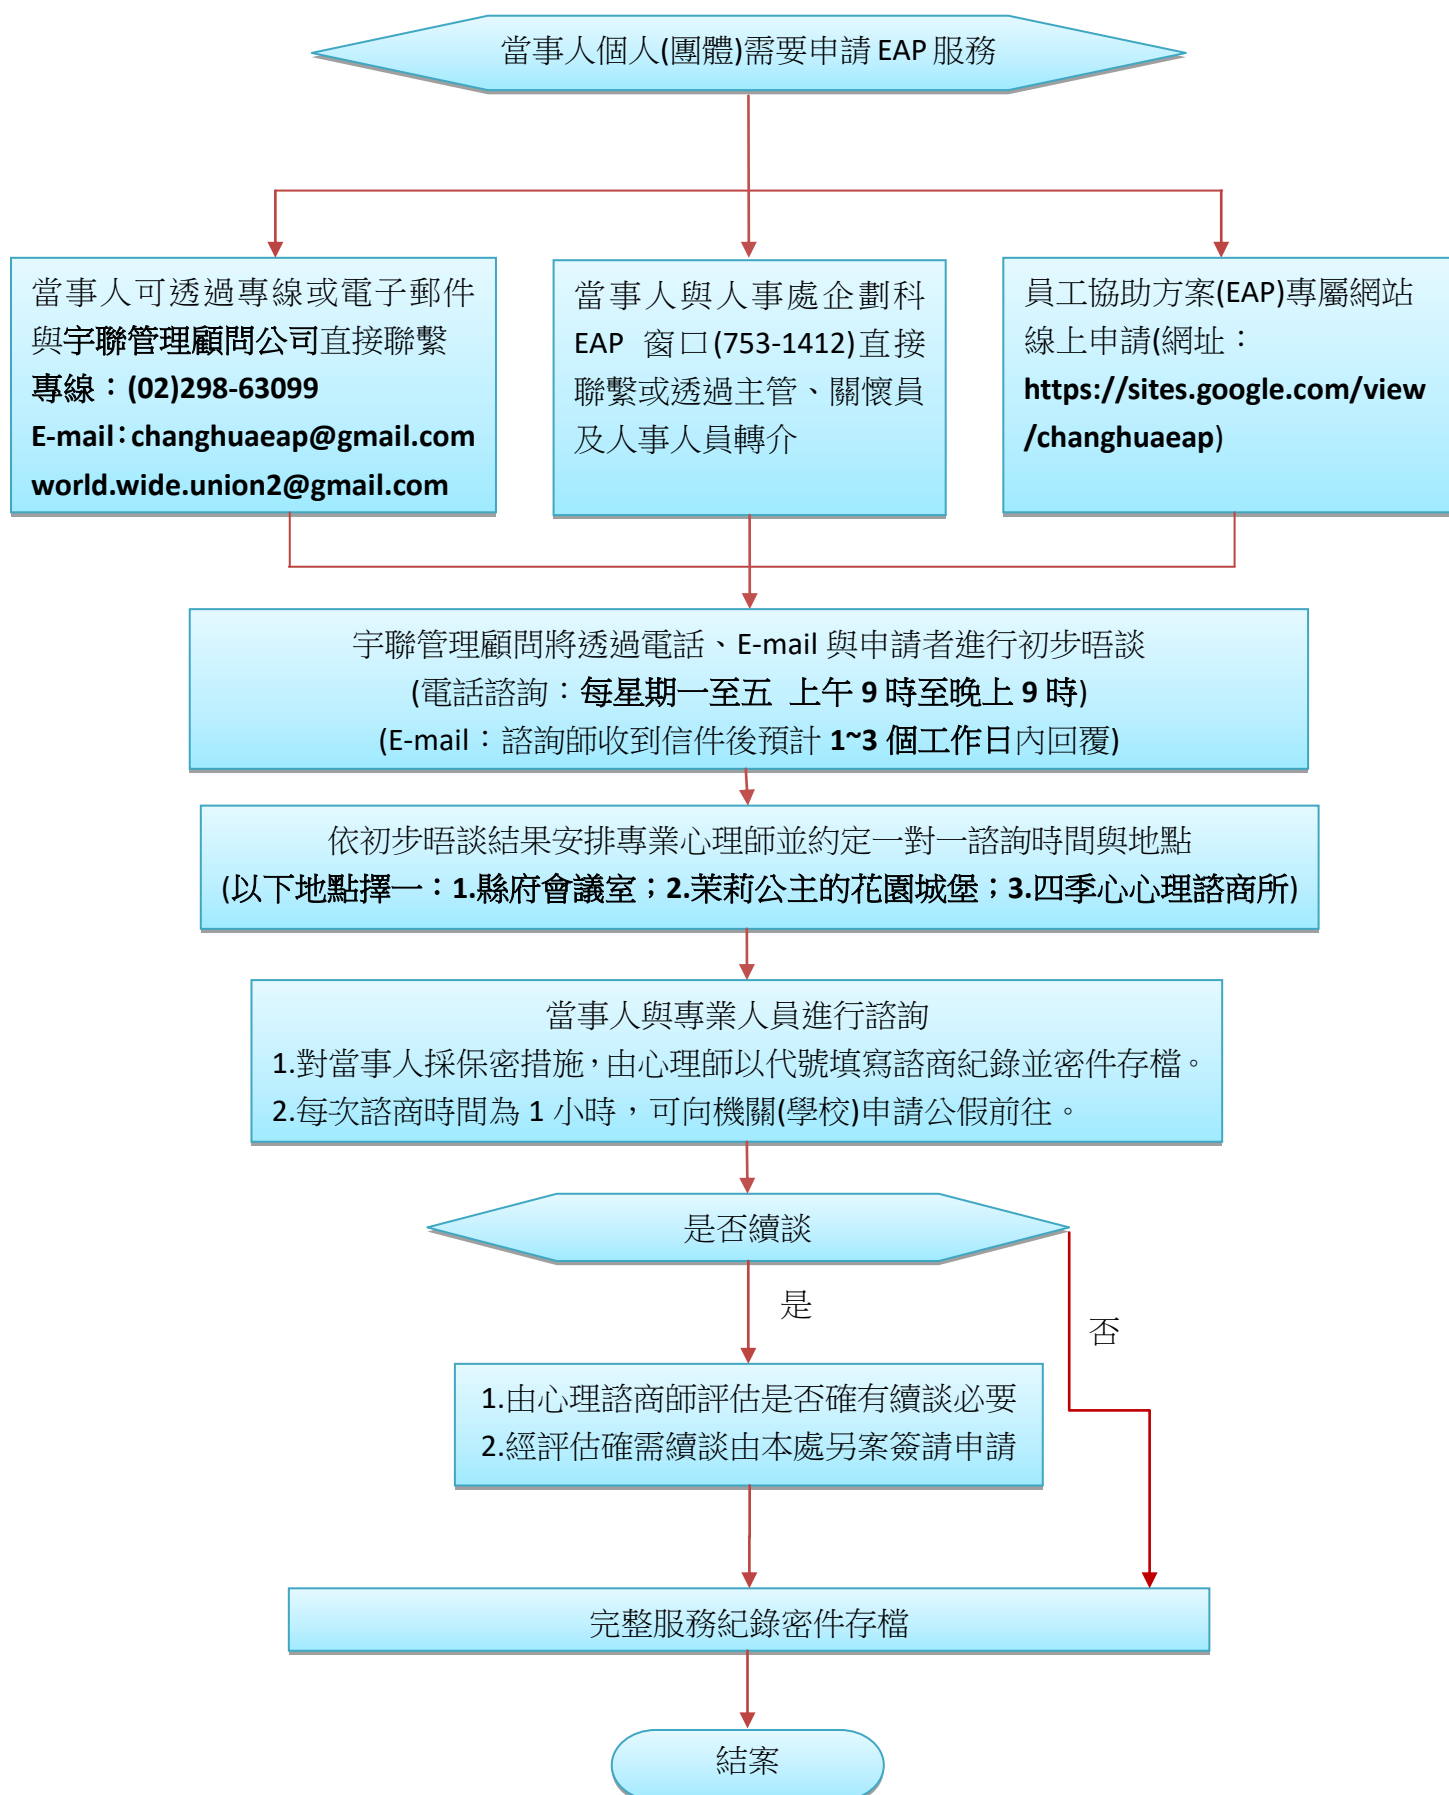 當事人個人(團體)需要申請 EAP 服務
當事人可透過專線或電子郵件
與宇聯管理顧問公司直接聯繫
專線：(02)298-63099
E-mail：changhuaeap@gmail.com
world.wide.union2@gmail.com
當事人與人事處企劃科
EAP 窗口(753-1412)直接
聯繫或透過主管、關懷員
及人事人員轉介
員工協助方案(EAP)專屬網站
線上申請(網址：
https://sites.google.com/view
/changhuaeap)
宇聯管理顧問將透過電話、E-mail 與申請者進行初步晤談
(電話諮詢：每星期一至五 上午 9 時至晚上 9 時)
(E-mail：諮詢師收到信件後預計 1~3 個工作日內回覆)
依初步晤談結果安排專業心理師並約定一對一諮詢時間與地點
(以下地點擇一：1.縣府會議室；2.茉莉公主的花園城堡；3.四季心心理諮商所)
當事人與專業人員進行諮詢
1.對當事人採保密措施，由心理師以代號填寫諮商紀錄並密件存檔。
2.每次諮商時間為 1 小時，可向機關(學校)申請公假前往。
是否續談
是
否
1.由心理諮商師評估是否確有續談必要
2.經評估確需續談由本處另案簽請申請
完整服務紀錄密件存檔
結案